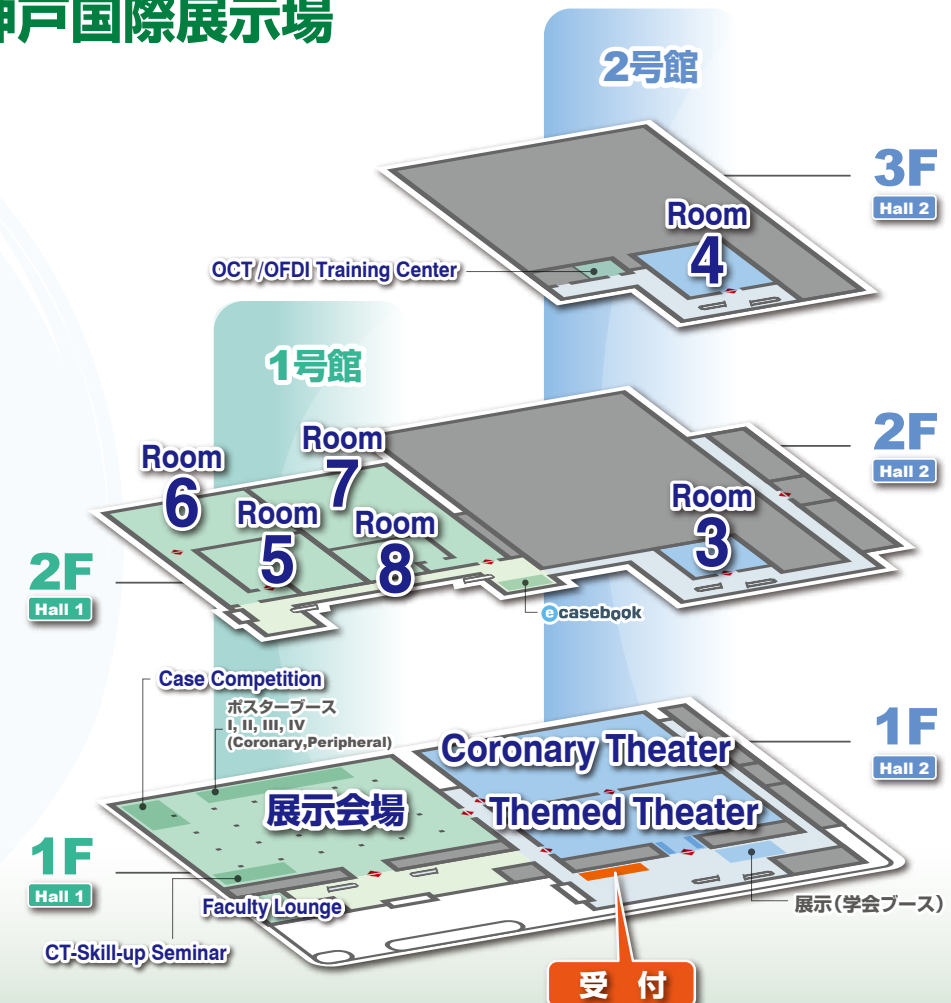 神戸国際展示場
2号館
3F
Hall 2
Room
4
OCT /OFDI Training Center
1号館
2F
Hall 2
Room
7
Room
6
Room
5
Room
8
Room
3
2F
Hall 1
ecasebook
Case Competition
ポスターブース
I, II, III, IV
(Coronary,Peripheral)
Coronary Theater
1F
Hall 2
展示会場
Themed Theater
1F
Hall 1
Faculty Lounge
展示（学会ブース）
CT-Skill-up Seminar
受 付